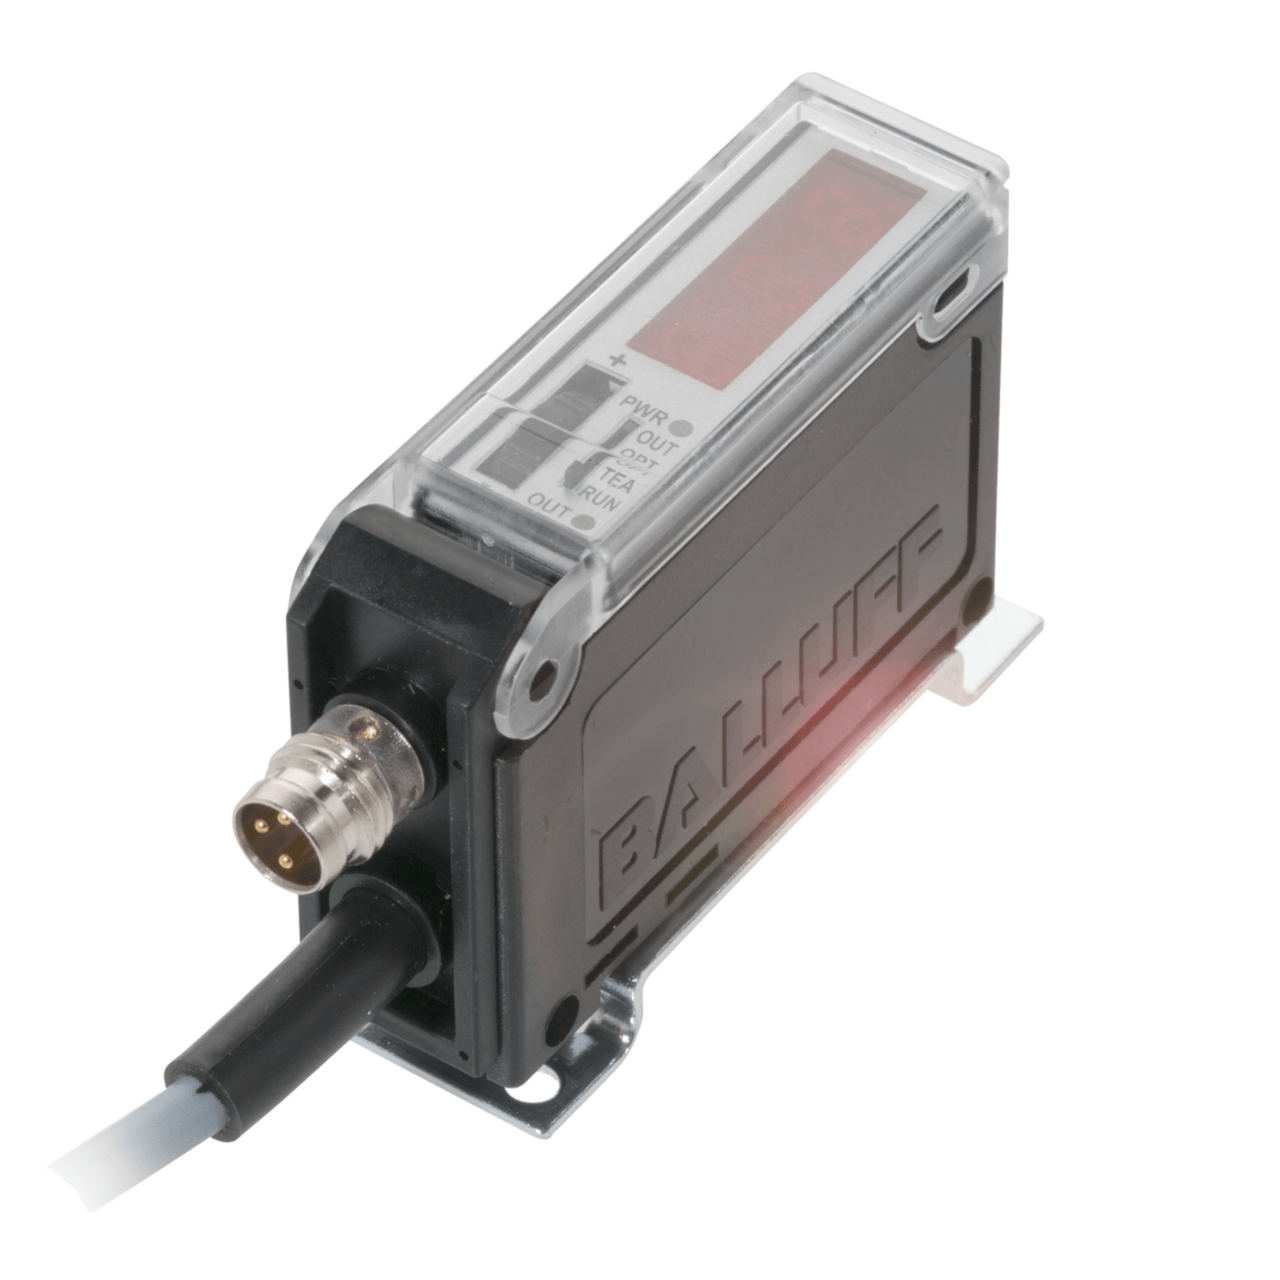 +
PWR
OUT
OPT
TEA
RUN
OUT
BALLUFF